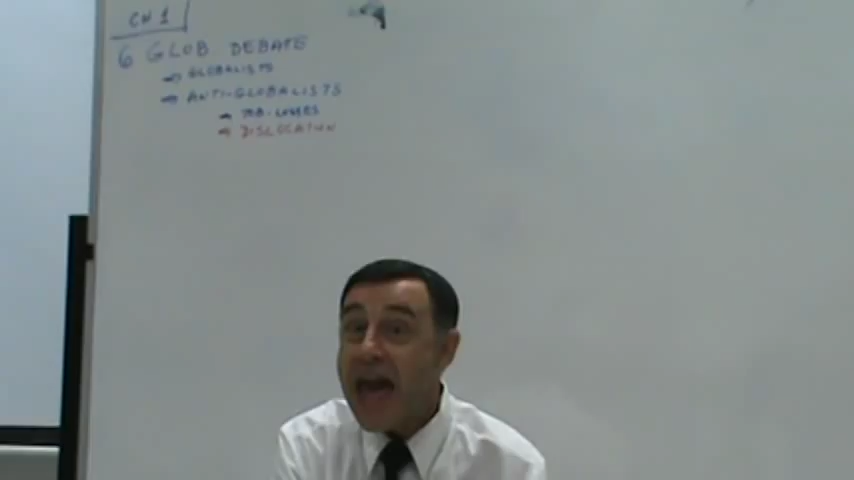 CH 1
6 GLOB DEBATE
→ GLOBALISTS
→ ANTI-GLOBALISTS
→ JOB-LOSSES
→ DISLOCATION